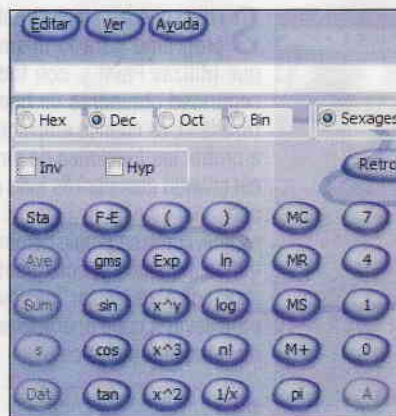 Editar Ver Ayuda
Hex Dec Oct Bin Sexages
Inv Hyp Retro
Sta F-E ( ) MC 7
Ave gms Exp ln MR 4
Sum sin x^y log MS 1
s cos x^3 n! M+ 0
Dat tan x^2 1/x pi A